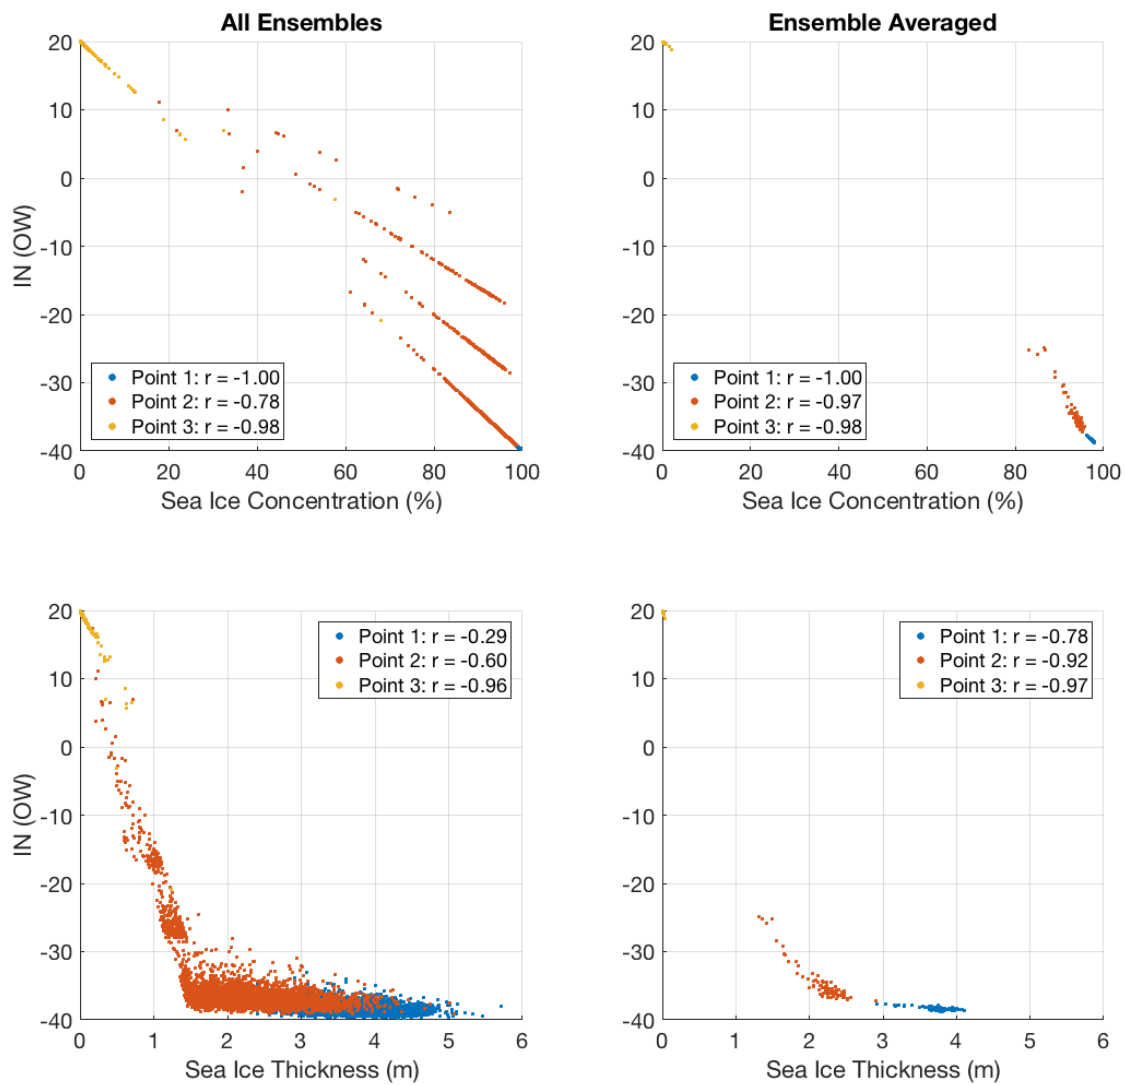 All Ensembles
IN (OW)
20
10
0
-10
-20
-30
-40
Point 1: r = -1.00
Point 2: r = -0.78
Point 3: r = -0.98
0 20 40 60 80 100
Sea Ice Concentration (%)
Ensemble Averaged
20
10
0
-10
-20
-30
-40
Point 1: r = -1.00
Point 2: r = -0.97
Point 3: r = -0.98
0 20 40 60 80 100
Sea Ice Concentration (%)
IN (OW)
20
10
0
-10
-20
-30
-40
Point 1: r = -0.29
Point 2: r = -0.60
Point 3: r = -0.96
0 1 2 3 4 5 6
Sea Ice Thickness (m)
20
10
0
-10
-20
-30
-40
Point 1: r = -0.78
Point 2: r = -0.92
Point 3: r = -0.97
0 1 2 3 4 5 6
Sea Ice Thickness (m)